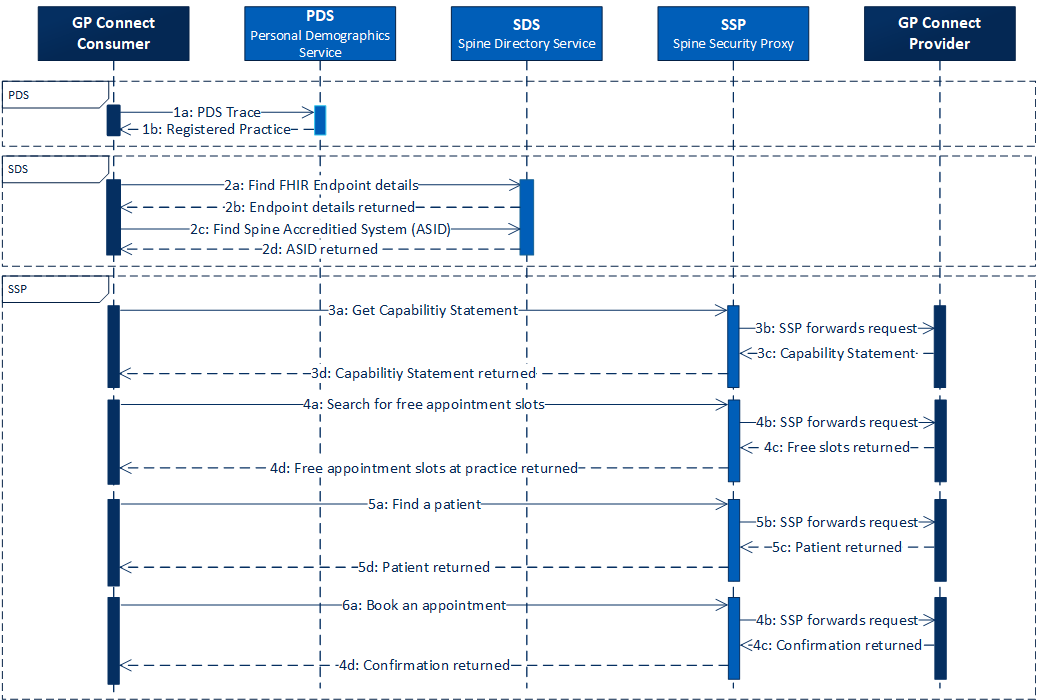 GP Connect
Consumer
PDS
Personal Demographics
Service
SDS
Spine Directory Service
SSP
Spine Security Proxy
GP Connect
Provider
PDS
1a: PDS Trace
1b: Registered Practice
SDS
2a: Find FHIR Endpoint details
2b: Endpoint details returned
2c: Find Spine Accreditied System (ASID)
2d: ASID returned
SSP
3a: Get Capabilitiy Statement
3b: SSP forwards request
3c: Capability Statement
3d: Capabilitiy Statement returned
4a: Search for free appointment slots
4b: SSP forwards request
4c: Free slots returned
4d: Free appointment slots at practice returned
5a: Find a patient
5b: SSP forwards request
5c: Patient returned
5d: Patient returned
6a: Book an appointment
4b: SSP forwards request
4c: Confirmation returned
4d: Confirmation returned